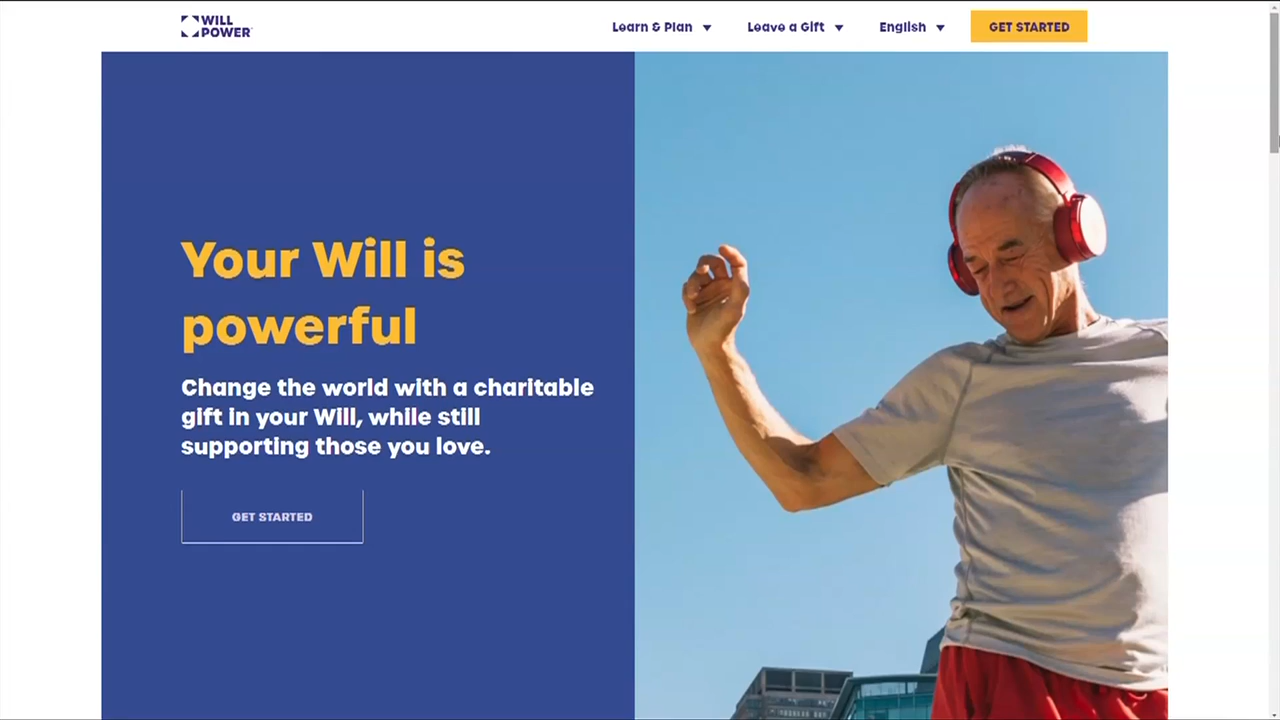 WILL
POWER
Learn & Plan
Leave a Gift
English
GET STARTED
Your Will is
powerful
Change the world with a charitable
gift in your Will, while still
supporting those you love.
GET STARTED